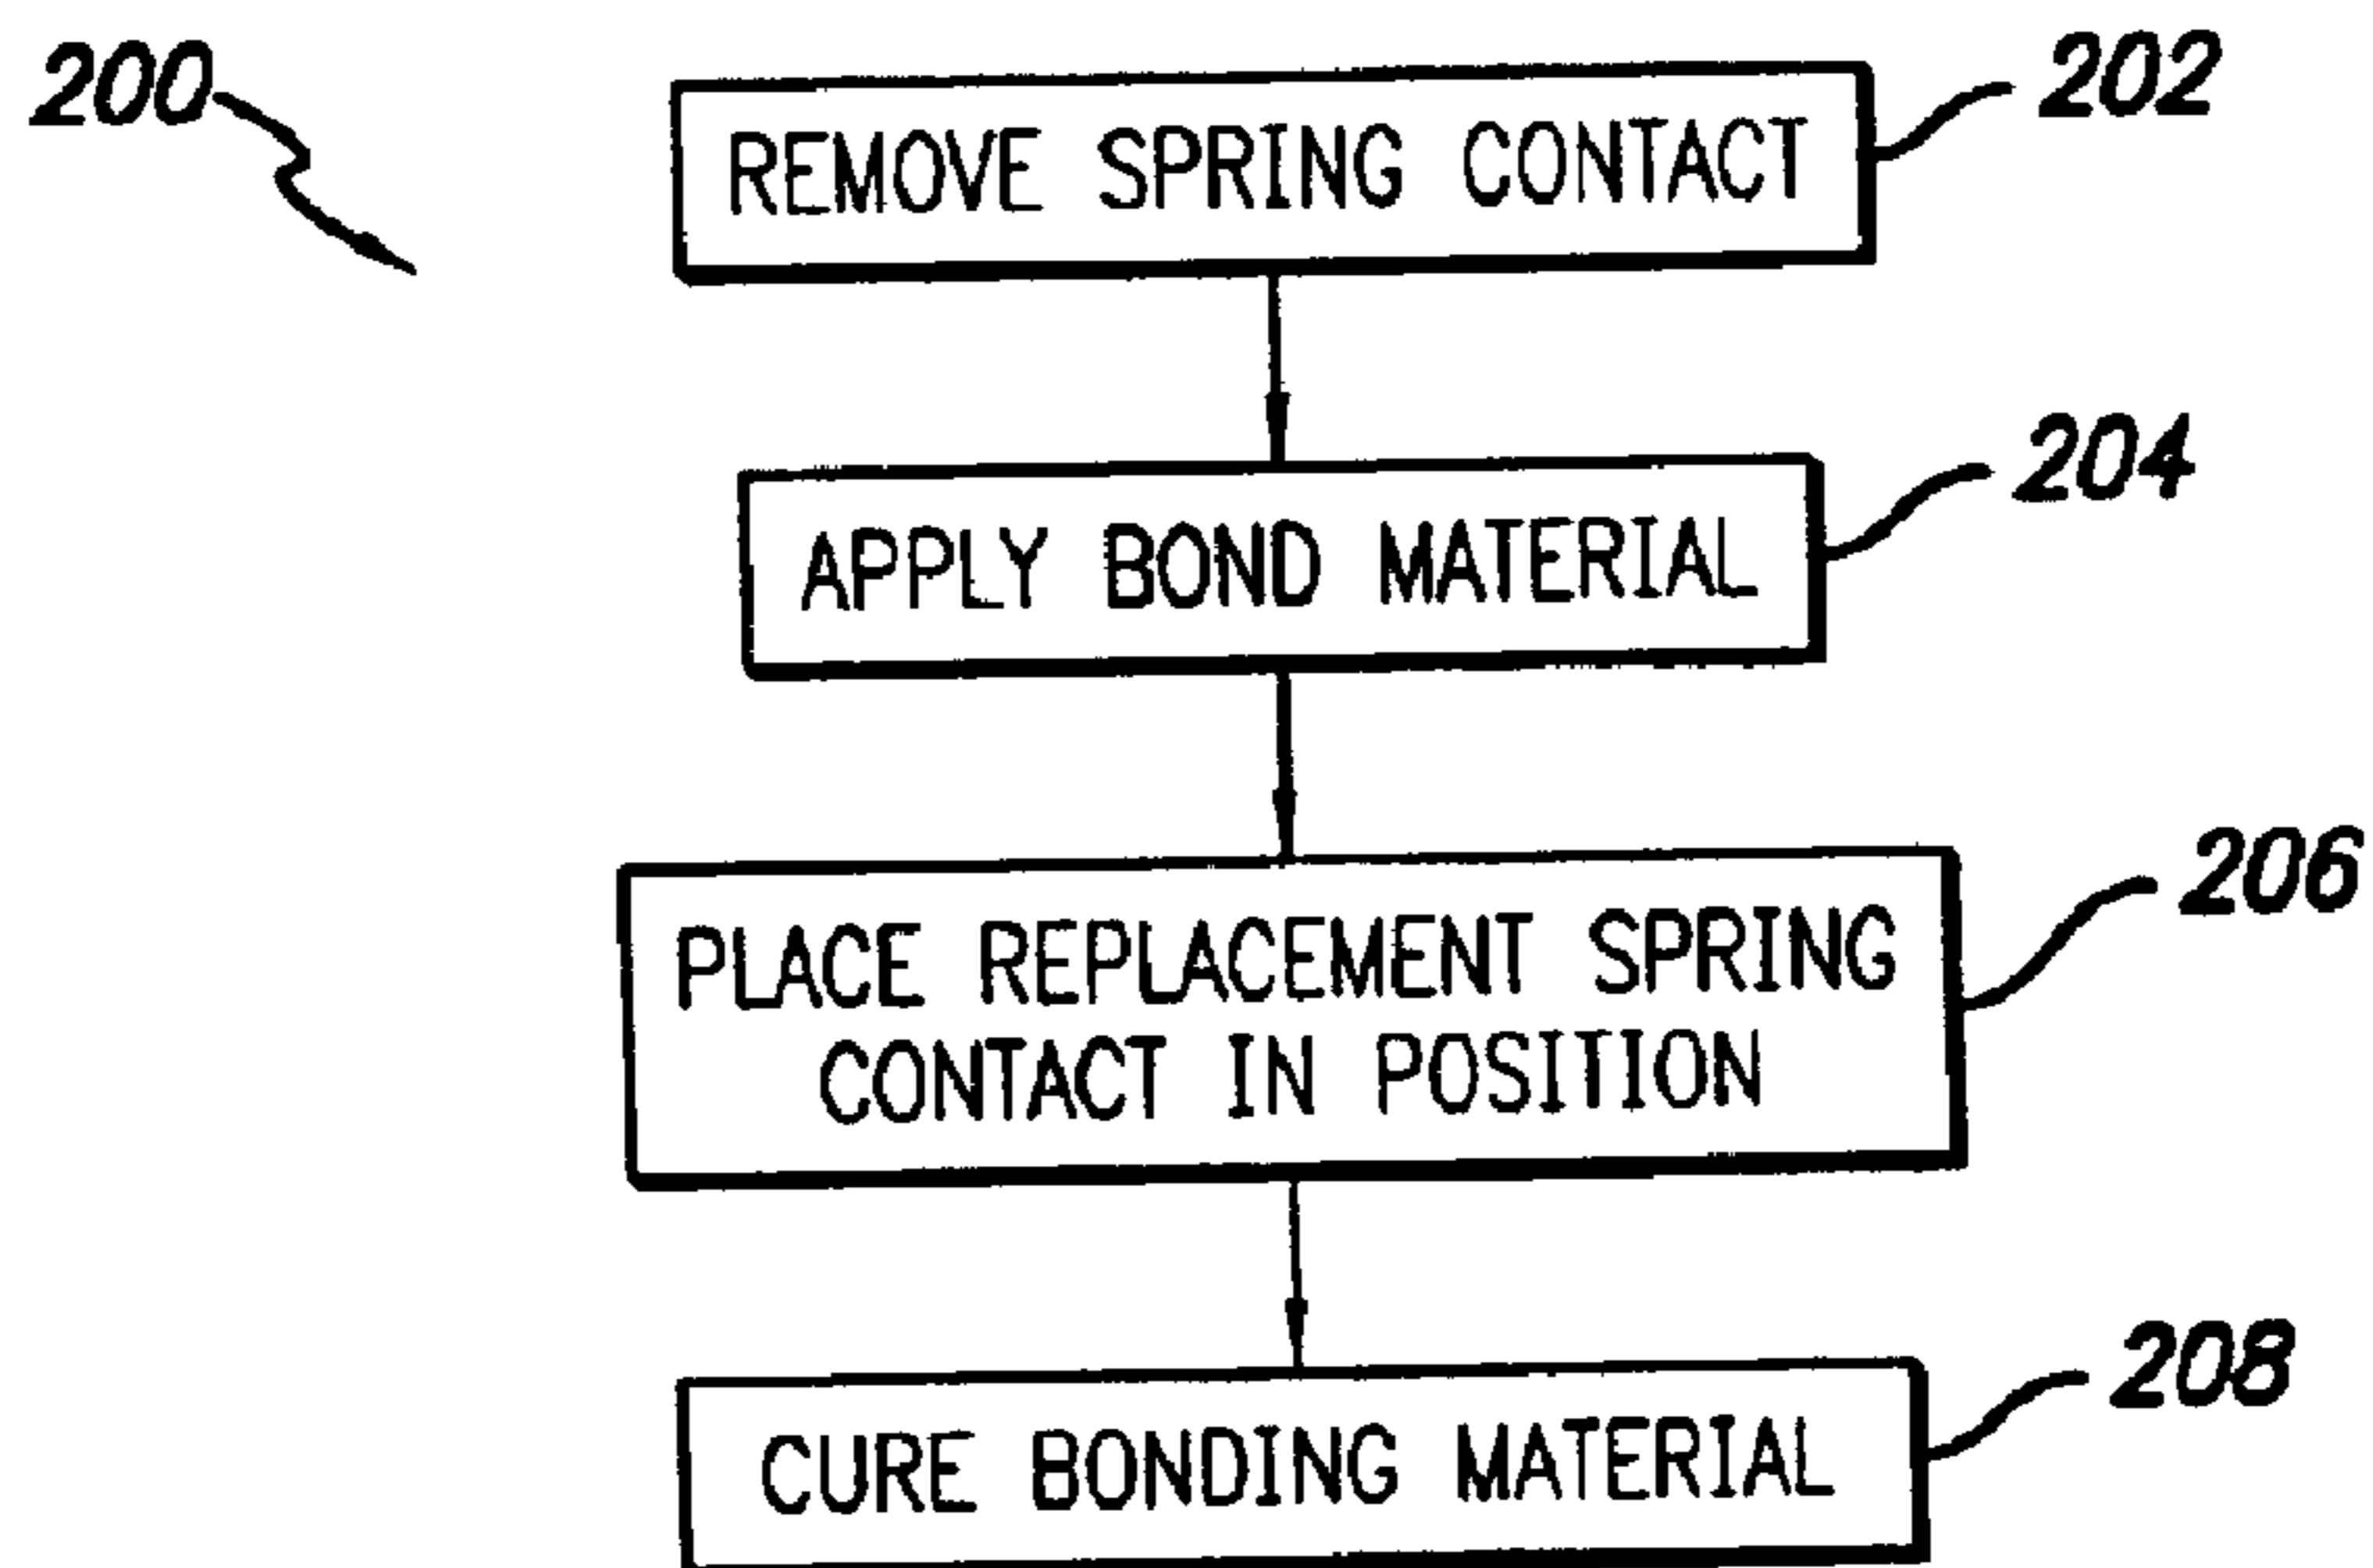 200
REMOVE SPRING CONTACT
202
APPLY BOND MATERIAL
204
PLACE REPLACEMENT SPRING
CONTACT IN POSITION
206
CURE BONDING MATERIAL
208